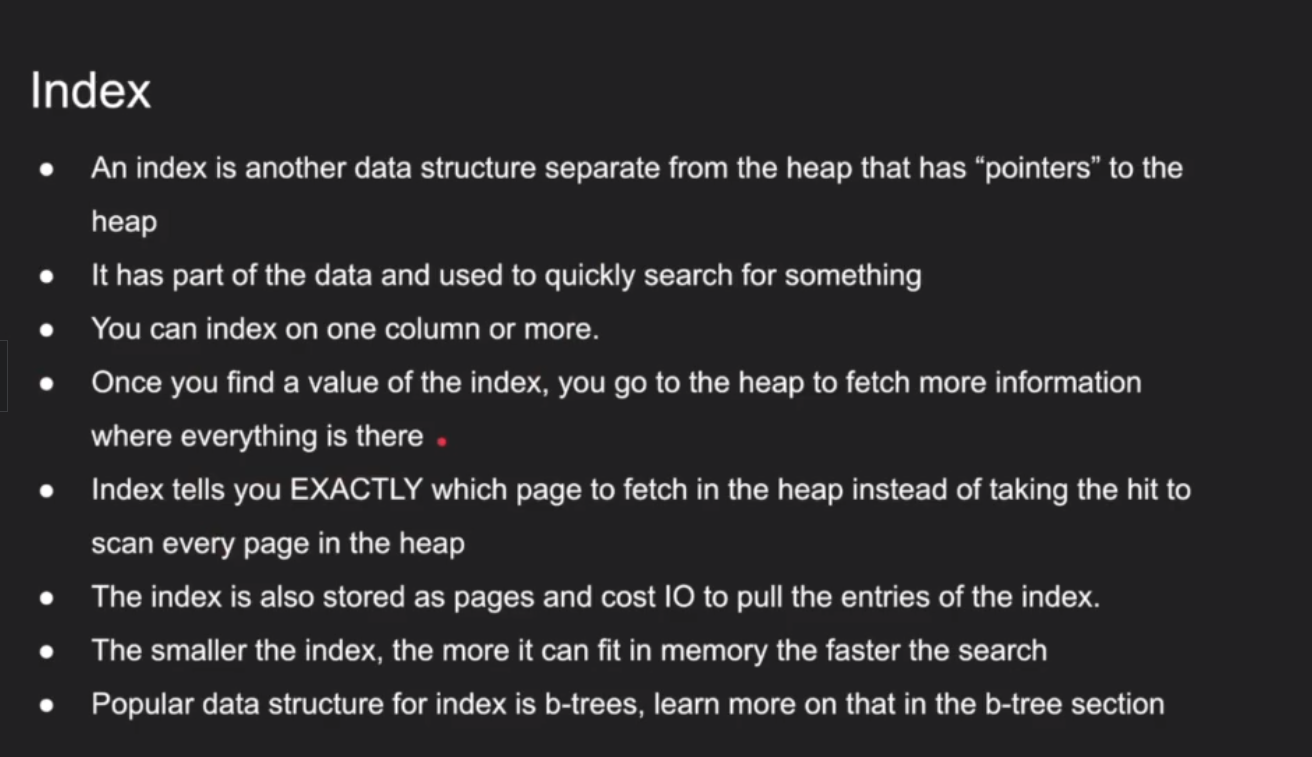 Index
● An index is another data structure separate from the heap that has “pointers” to the
heap
● It has part of the data and used to quickly search for something
● You can index on one column or more.
● Once you find a value of the index, you go to the heap to fetch more information
where everything is there
● Index tells you EXACTLY which page to fetch in the heap instead of taking the hit to
scan every page in the heap
● The index is also stored as pages and cost IO to pull the entries of the index.
● The smaller the index, the more it can fit in memory the faster the search
● Popular data structure for index is b-trees, learn more on that in the b-tree section